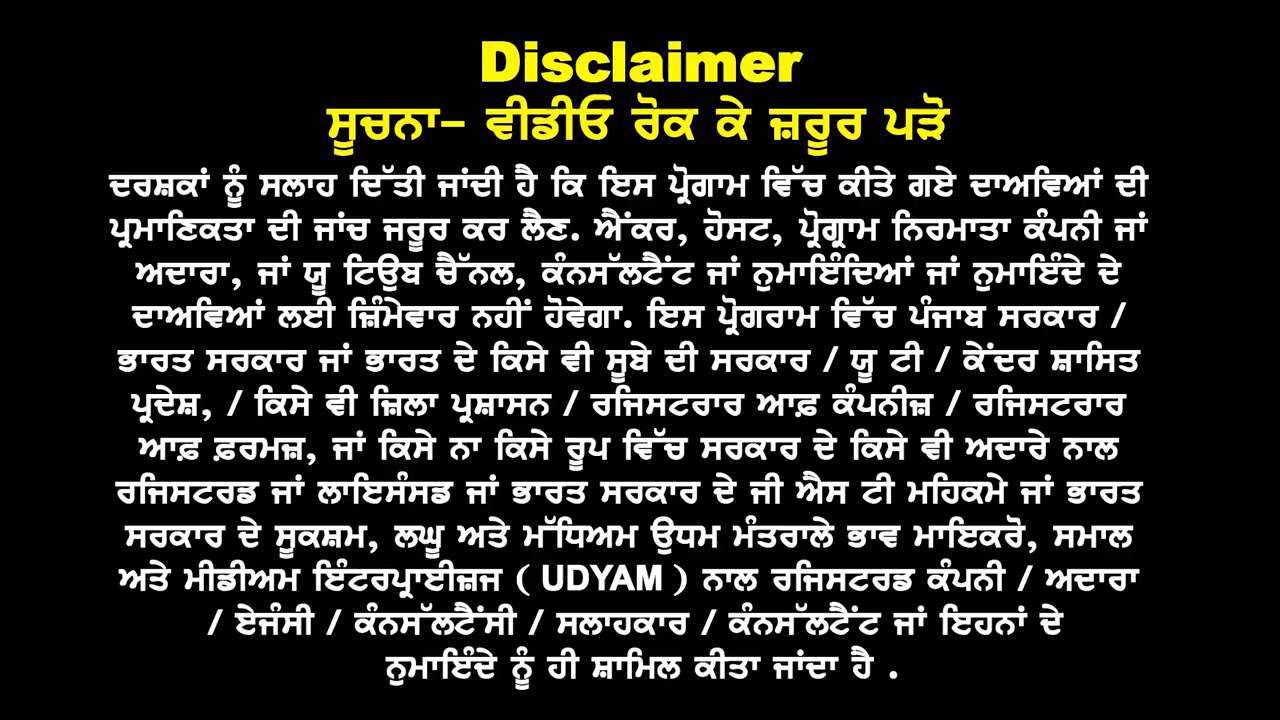 Disclaimer
ਸੂਚਨਾ- ਵੀਡੀਓ ਰੋਕ ਕੇ ਜ਼ਰੂਰ ਪੜੋ
ਦਰਸ਼ਕਾਂ ਨੂੰ ਸਲਾਹ ਦਿੱਤੀ ਜਾਂਦੀ ਹੈ ਕਿ ਇਸ ਪ੍ਰੋਗਾਮ ਵਿੱਚ ਕੀਤੇ ਗਏ ਦਾਅਵਿਆਂ ਦੀ
ਪ੍ਰਮਾਣਿਕਤਾ ਦੀ ਜਾਂਚ ਜਰੂਰ ਕਰ ਲੈਣ. ਐਂਕਰ, ਹੋਸਟ, ਪ੍ਰੋਗ੍ਰਾਮ ਨਿਰਮਾਤਾ ਕੰਪਨੀ ਜਾਂ
ਅਦਾਰਾ, ਜਾਂ ਯੂ ਟਿਊਬ ਚੈੱਨਲ, ਕੰਨਸੱਲਟੈਂਟ ਜਾਂ ਨੁਮਾਇੰਦਿਆਂ ਜਾਂ ਨੁਮਾਇੰਦੇ ਦੇ
ਦਾਅਵਿਆਂ ਲਈ ਜ਼ਿੰਮੇਵਾਰ ਨਹੀਂ ਹੋਵੇਗਾ. ਇਸ ਪ੍ਰੋਗਰਾਮ ਵਿੱਚ ਪੰਜਾਬ ਸਰਕਾਰ /
ਭਾਰਤ ਸਰਕਾਰ ਜਾਂ ਭਾਰਤ ਦੇ ਕਿਸੇ ਵੀ ਸੂਬੇ ਦੀ ਸਰਕਾਰ / ਯੂ ਟੀ / ਕੇਂਦਰ ਸ਼ਾਸਿਤ
ਪ੍ਰਦੇਸ਼, / ਕਿਸੇ ਵੀ ਜ਼ਿਲਾ ਪ੍ਰਸ਼ਾਸਨ / ਰਜਿਸਟਰਾਰ ਆਫ਼ ਕੰਪਨੀਜ਼ / ਰਜਿਸਟਰਾਰ
ਆਫ਼ ਫ਼ਰਮਜ਼, ਜਾਂ ਕਿਸੇ ਨਾ ਕਿਸੇ ਰੂਪ ਵਿੱਚ ਸਰਕਾਰ ਦੇ ਕਿਸੇ ਵੀ ਅਦਾਰੇ ਨਾਲ
ਰਜਿਸਟਰਡ ਜਾਂ ਲਾਇਸੰਸਡ ਜਾਂ ਭਾਰਤ ਸਰਕਾਰ ਦੇ ਜੀ ਐਸ ਟੀ ਮਹਿਕਮੇ ਜਾਂ ਭਾਰਤ
ਸਰਕਾਰ ਦੇ ਸੂਕਸ਼ਮ, ਲਘੂ ਅਤੇ ਮੱਧਿਅਮ ਉਧਮ ਮੰਤਰਾਲੇ ਭਾਵ ਮਾਇਕਰੋ, ਸਮਾਲ
ਅਤੇ ਮੀਡੀਅਮ ਇੰਟਰਪ੍ਰਾਈਜ਼ਜ ( UDYAM ) ਨਾਲ ਰਜਿਸਟਰਡ ਕੰਪਨੀ / ਅਦਾਰਾ
/ ਏਜੰਸੀ / ਕੰਨਸੱਲਟੈਂਸੀ / ਸਲਾਹਕਾਰ / ਕੰਨਸੱਲਟੈਂਟ ਜਾਂ ਇਹਨਾਂ ਦੇ
ਨੁਮਾਇੰਦੇ ਨੂੰ ਹੀ ਸ਼ਾਮਿਲ ਕੀਤਾ ਜਾਂਦਾ ਹੈ .